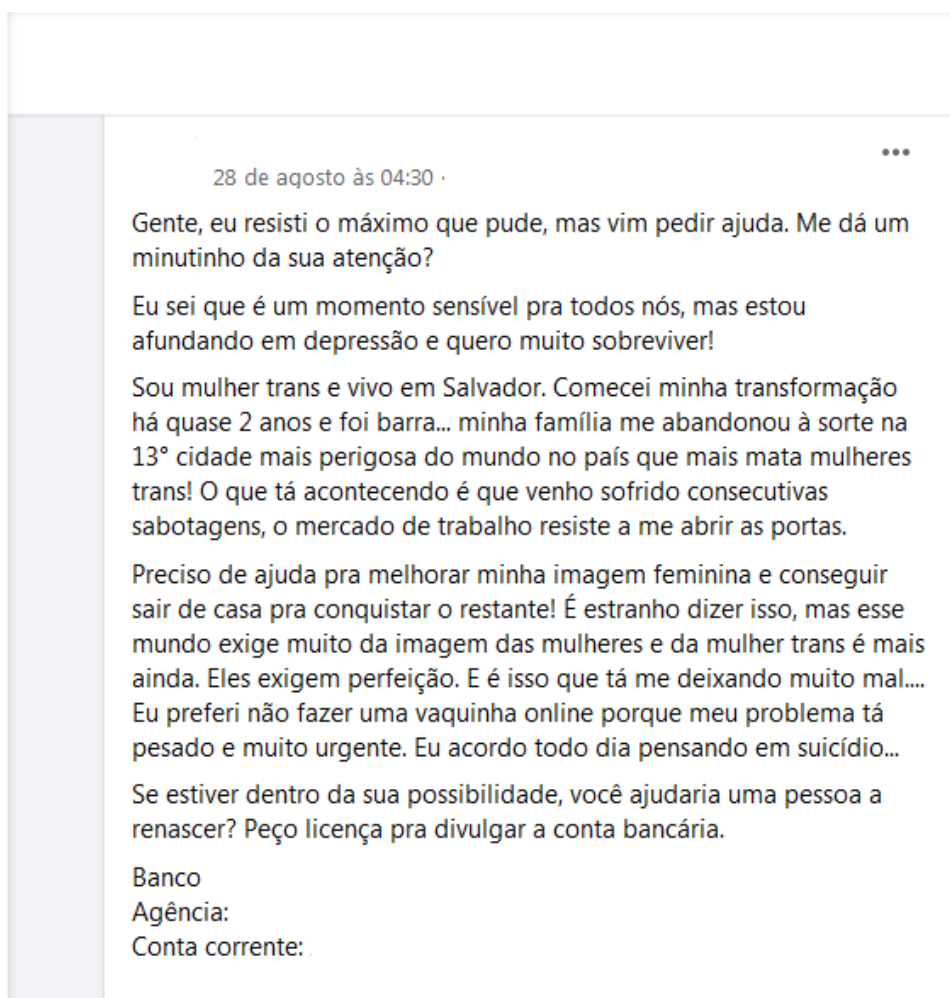 28 de agosto às 04:30 ·
Gente, eu resisti o máximo que pude, mas vim pedir ajuda. Me dá um
minutinho da sua atenção?
Eu sei que é um momento sensível pra todos nós, mas estou
afundando em depressão e quero muito sobreviver!
Sou mulher trans e vivo em Salvador. Comecei minha transformação
há quase 2 anos e foi barra... minha família me abandonou à sorte na
13° cidade mais perigosa do mundo no país que mais mata mulheres
trans! O que tá acontecendo é que venho sofrido consecutivas
sabotagens, o mercado de trabalho resiste a me abrir as portas.
Preciso de ajuda pra melhorar minha imagem feminina e conseguir
sair de casa pra conquistar o restante! É estranho dizer isso, mas esse
mundo exige muito da imagem das mulheres e da mulher trans é mais
ainda. Eles exigem perfeição. E é isso que tá me deixando muito mal....
Eu preferi não fazer uma vaquinha online porque meu problema tá
pesado e muito urgente. Eu acordo todo dia pensando em suicídio...
Se estiver dentro da sua possibilidade, você ajudaria uma pessoa a
renascer? Peço licença pra divulgar a conta bancária.
Banco
Agência:
Conta corrente: